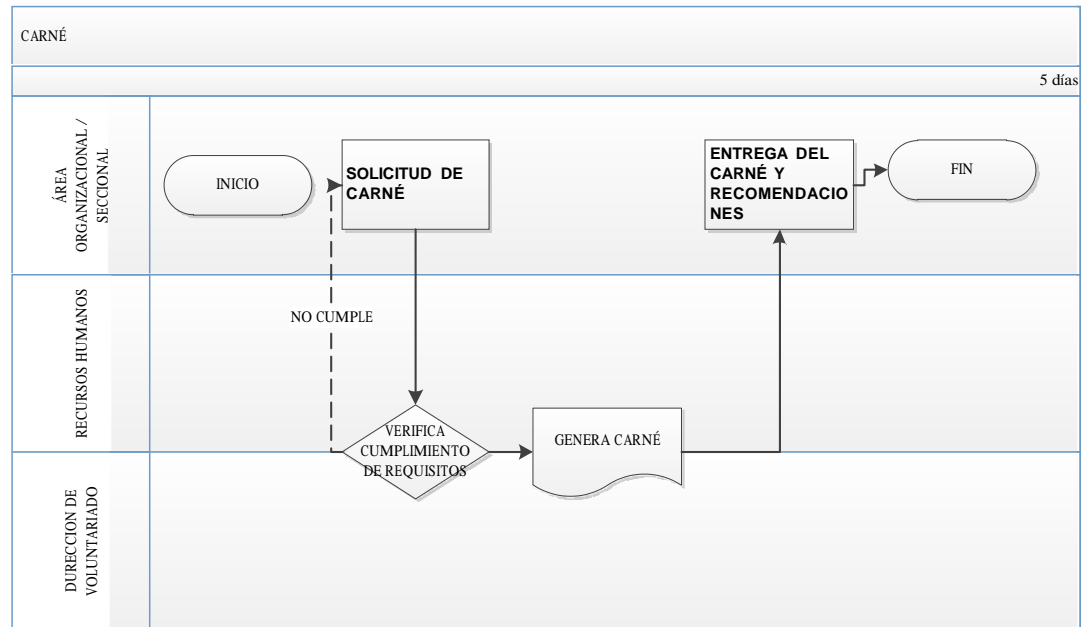 CARNÉ
5 días
ÁREA
ORGANIZACIONAL /
SECCIONAL
INICIO
SOLICITUD DE
CARNÉ
ENTREGA DEL
CARNÉ Y
RECOMENDACIO
NES
FIN
RECURSOS HUMANOS
NO CUMPLE
VERIFICA
CUMPLIMIENTO
DE REQUISITOS
GENERA CARNÉ
DURECCION DE
VOLUNTARIADO